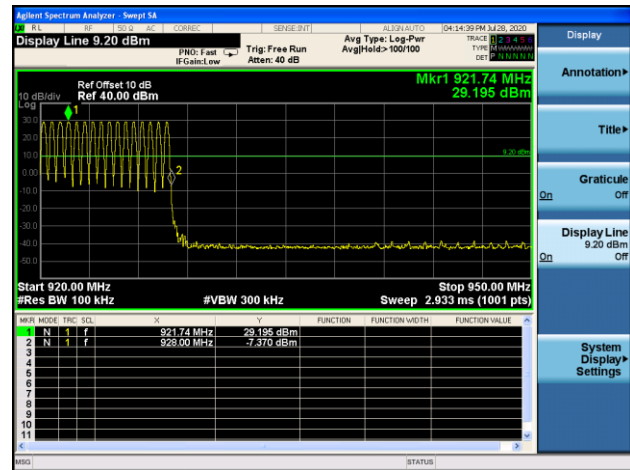 Agilent Spectrum Analyzer - Swept SA
RL RF 50 Ω AC CORREC SENSE:INT ALIGN AUTO 04:14:39 PM Jul 28, 2020
Display Line 9.20 dBm
PNO: Fast
IFGain:Low
Trig: Free Run
Atten: 40 dB
Avg Type: Log-Pwr
Avg|Hold:>100/100
TRACE 1 2 3 4 5 6
TYPE M
DET P N N N N N
Mkr1 921.74 MHz
29.195 dBm
Ref Offset 10 dB
Ref 40.00 dBm
10 dB/div
Log
30.0
20.0
10.0
0.00
-10.0
-20.0
-30.0
-40.0
-50.0
1
2
9.20 dBm
Start 920.00 MHz
Stop 950.00 MHz
#Res BW 100 kHz
#VBW 300 kHz
Sweep 2.933 ms (1001 pts)
MKR MODE TRC SCL X Y FUNCTION FUNCTION WIDTH FUNCTION VALUE
1 N 1 f 921.74 MHz 29.195 dBm
2 N 1 f 928.00 MHz -7.370 dBm
3
4
5
6
7
8
9
10
11
MSG
STATUS
Display
Annotation
Title
Graticule
On Off
Display Line
9.20 dBm
On Off
System
Display
Settings